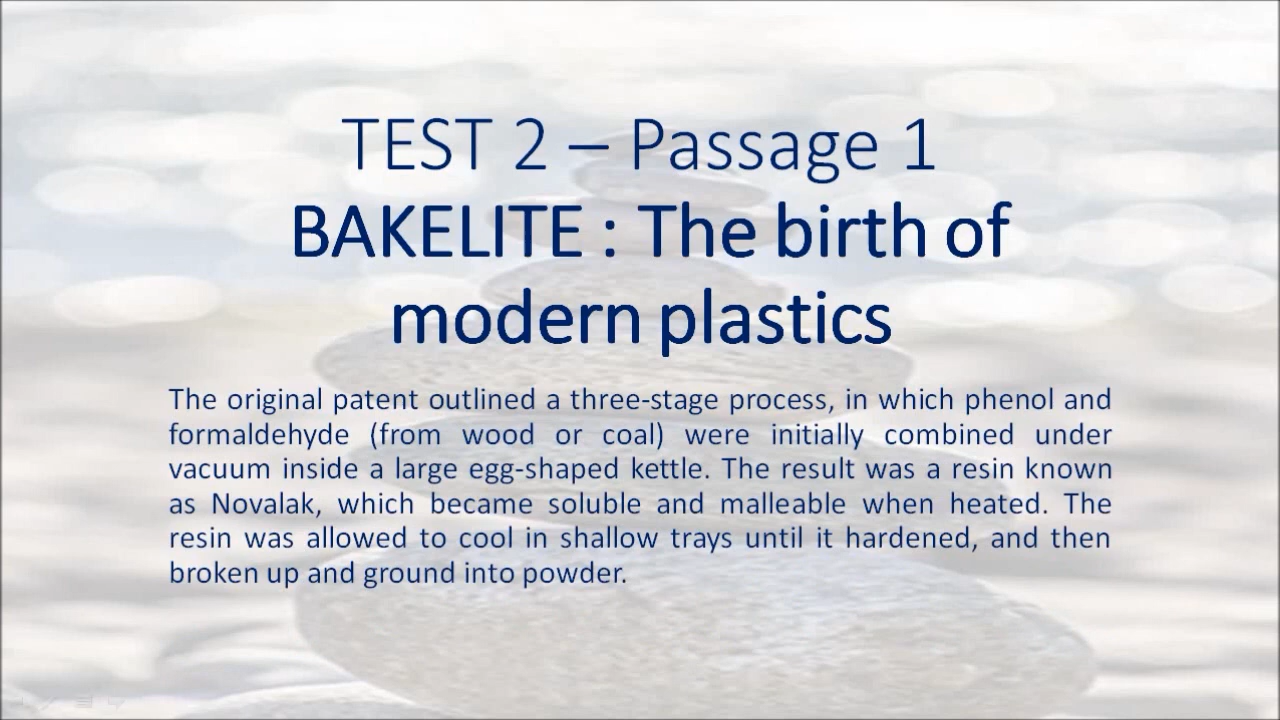 TEST 2 – Passage 1
BAKELITE : The birth of
modern plastics
The original patent outlined a three-stage process, in which phenol and
formaldehyde (from wood or coal) were initially combined under
vacuum inside a large egg-shaped kettle. The result was a resin known
as Novalak, which became soluble and malleable when heated. The
resin was allowed to cool in shallow trays until it hardened, and then
broken up and ground into powder.